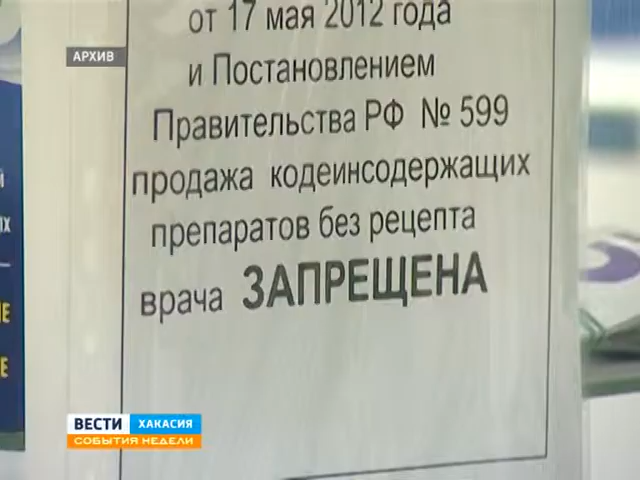 от 17 мая 2012 года
АРХИВ
и Постановлением
Правительства РФ № 599
продажа кодеинсодержащих
препаратов без рецепта
врача ЗАПРЕЩЕНА
ВЕСТИ ХАКАСИЯ
СОБЫТИЯ НЕДЕЛИ